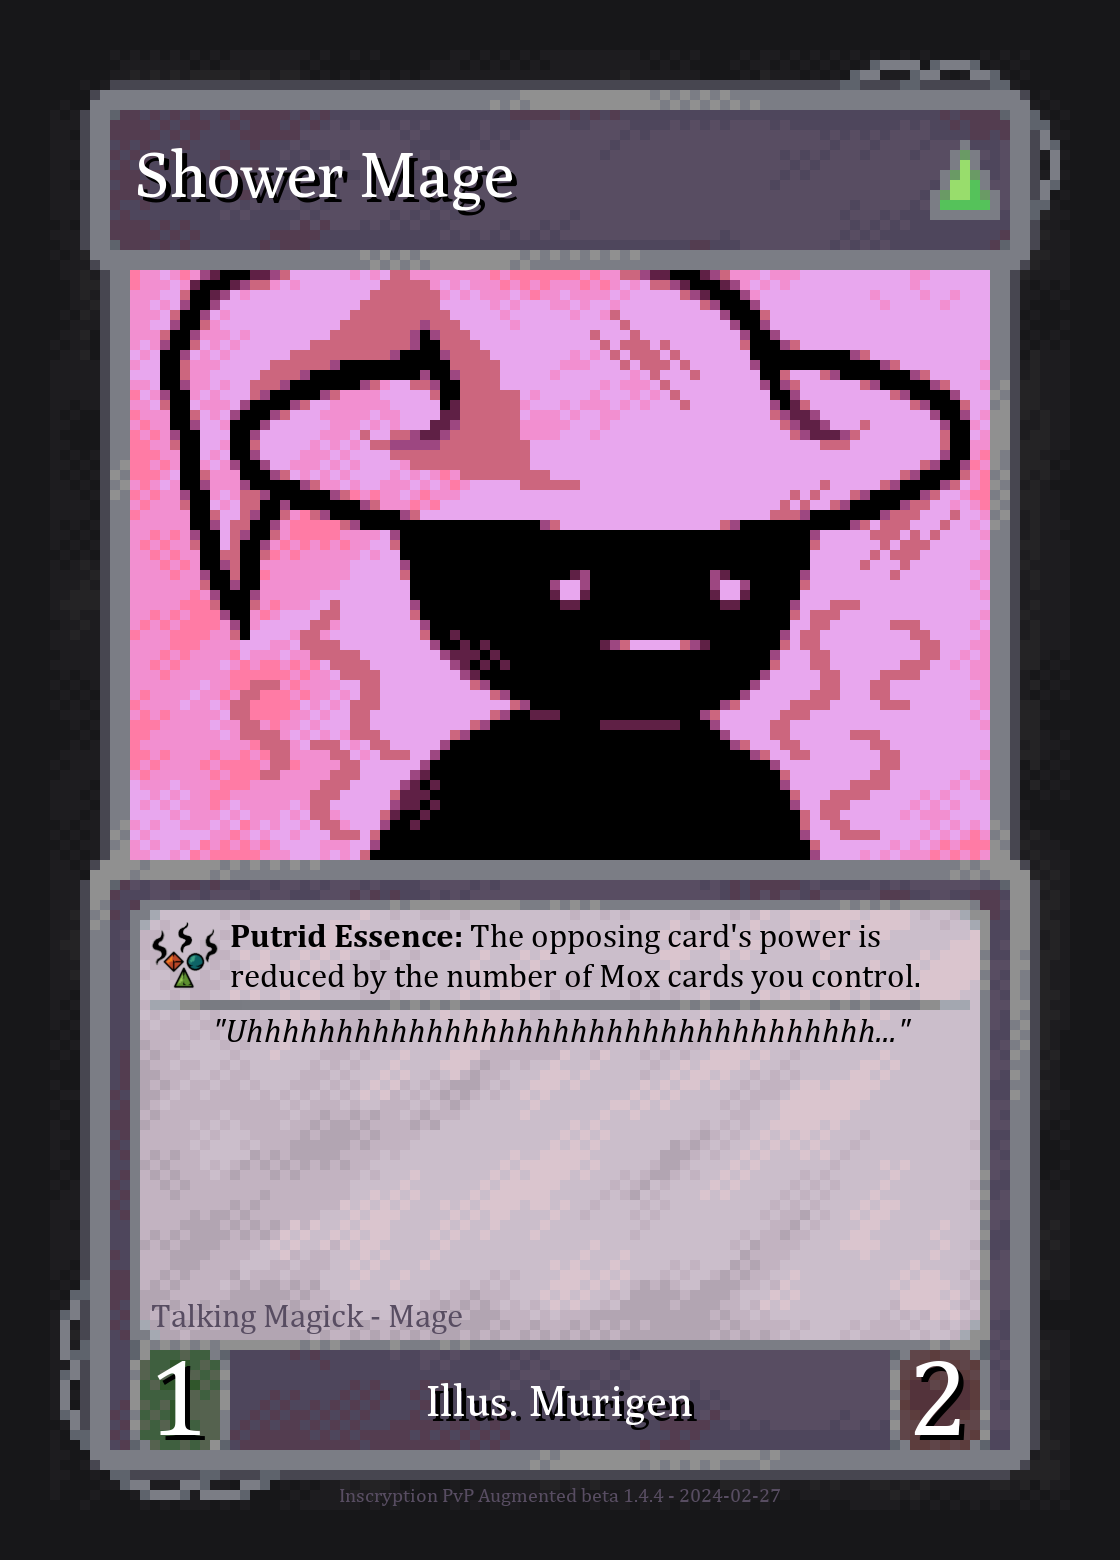 Shower Mage
Putrid Essence: The opposing card's power is
reduced by the number of Mox cards you control.
"Uhhhhhhhhhhhhhhhhhhhhhhhhhhhhhhhhhhh..."
Talking Magick - Mage
1
Illus. Murigen
2
Inscryption PvP Augmented beta 1.4.4 - 2024-02-27